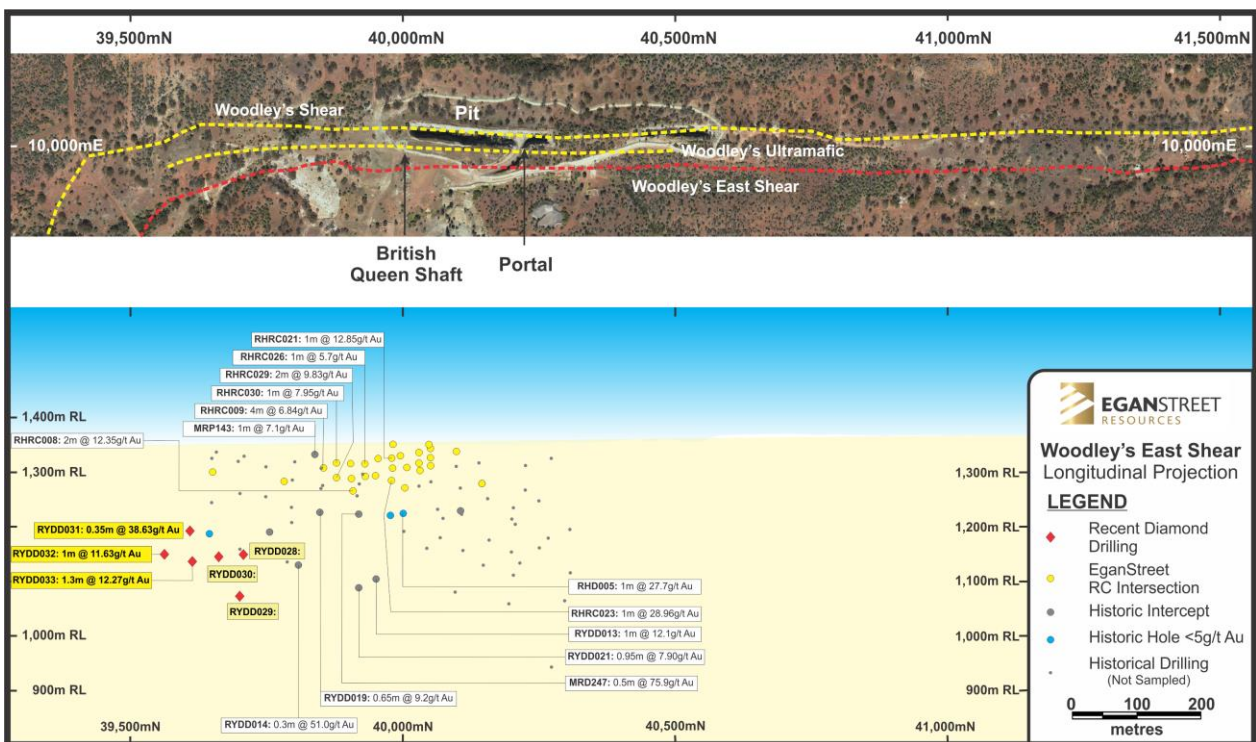 39,500mN
40,000mN
40,500mN
41,000mN
41,500mN
Woodley's Shear
Pit
10,000mE
10,000mE
Woodley's Ultramafic
Woodley's East Shear
British
Queen Shaft
Portal
39,500mN
40,000mN
40,500mN
41,000mN
RHRC021: 1m @ 12.85g/t Au
RHRC026: 1m @ 5.7g/t Au
RHRC029: 2m @ 9.83g/t Au
RHRC030: 1m @ 7.95g/t Au
RHRC009: 4m @ 6.84g/t Au
MRP143: 1m @ 7.1g/t Au
RHRC008: 2m @ 12.35g/t Au
1,400m RL
1,300m RL
RYDD031: 0.35m @ 38.63g/t Au
RYDD032: 1m @ 11.63g/t Au
RYDD033: 1.3m @ 12.27g/t Au
RYDD028:
RYDD030:
RYDD029:
1,000m RL
900m RL
RHD005: 1m @ 27.7g/t Au
RHRC023: 1m @ 28.96g/t Au
RYDD013: 1m @ 12.1g/t Au
RYDD021: 0.95m @ 7.90g/t Au
MRD247: 0.5m @ 75.9g/t Au
RYDD019: 0.65m @ 9.2g/t Au
RYDD014: 0.3m @ 51.0g/t Au
1,300m RL
1,200m RL
1,100m RL
1,000m RL
900m RL
39,500mN
40,000mN
40,500mN
41,000mN
EGANSTREET
RESOURCES
Woodley's East Shear
Longitudinal Projection
LEGEND
Recent Diamond
Drilling
EganStreet
RC Intersection
Historic Intercept
Historic Hole <5g/t Au
Historical Drilling
(Not Sampled)
0 100 200
metres